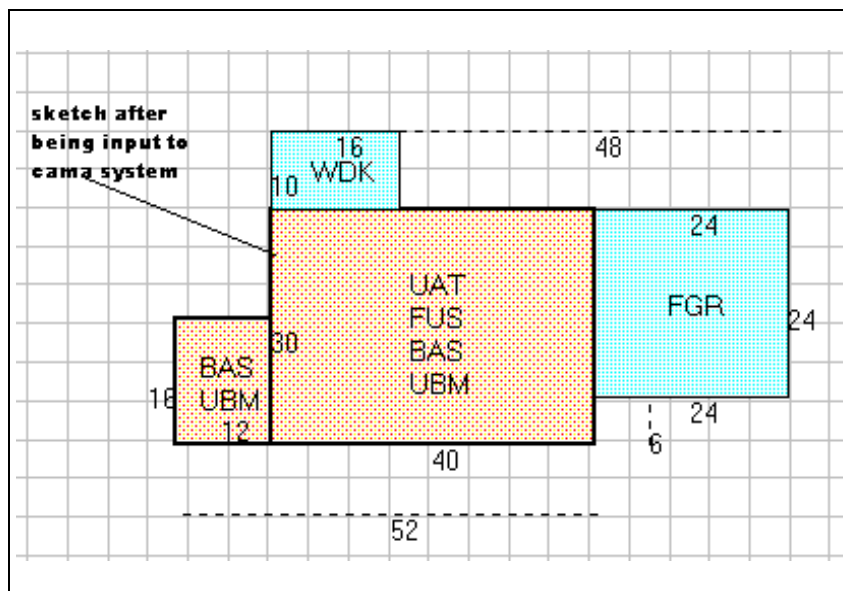 sketch after
being input to
cama system
16
WDK
10
48
24
UAT
FUS
BAS
UBM
FGR
24
30
BAS
UBM
16
12
24
6
40
52